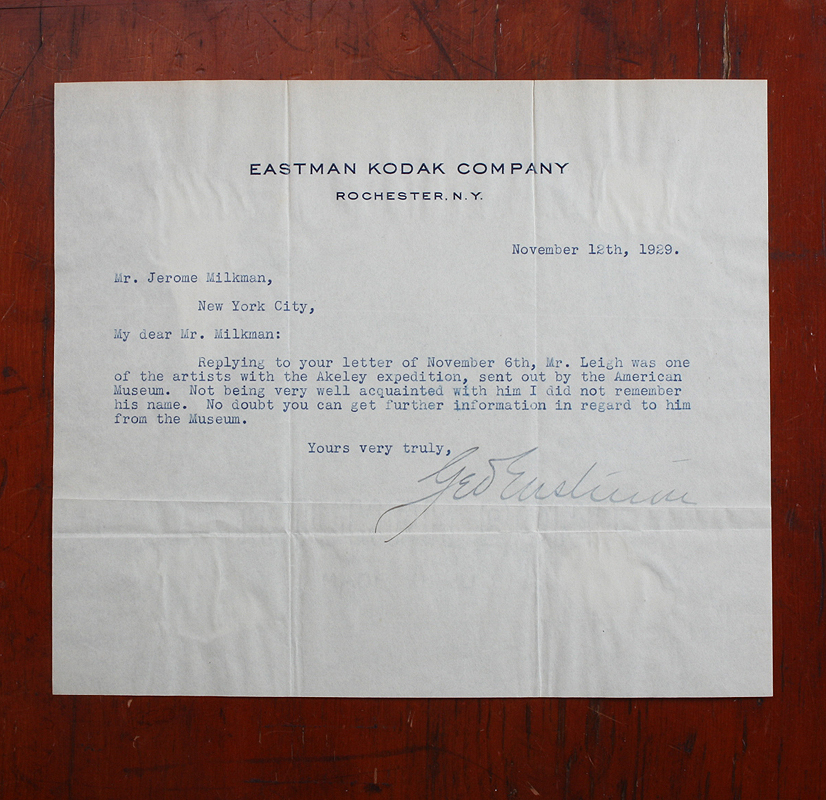 EASTMAN KODAK COMPANY
ROCHESTER, N.Y.
November 12th, 1929.
Mr. Jerome Milkman,
New York City,
My dear Mr. Milkman:
Replying to your letter of November 6th, Mr. Leigh was one
of the artists with the Akeley expedition, sent out by the American
Museum. Not being very well acquainted with him I did not remember
his name. No doubt you can get further information in regard to him
from the Museum.
Yours very truly,
Geo Eastman